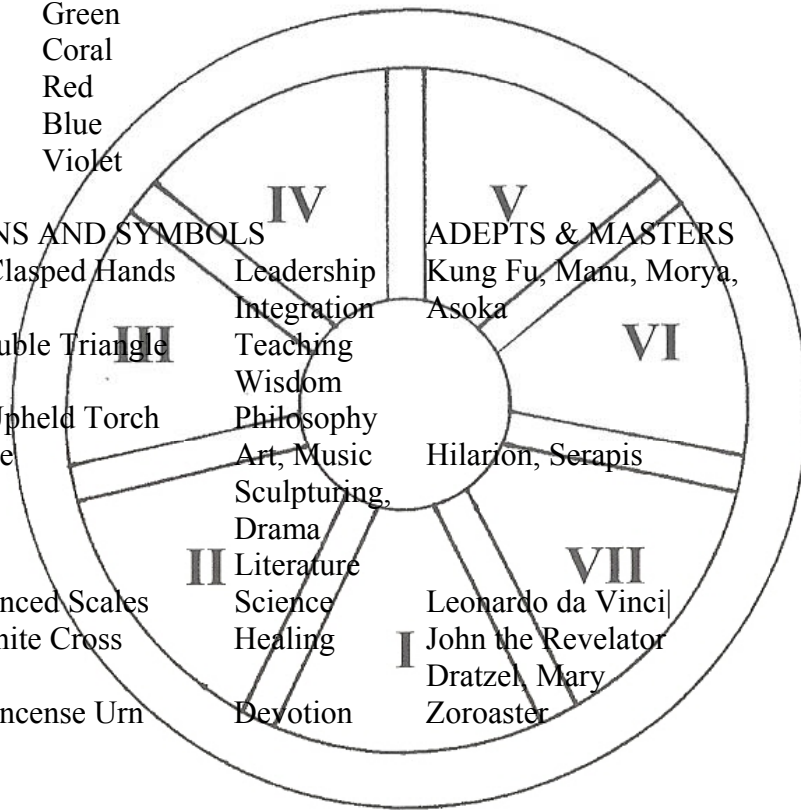 Green
Coral
Red
Blue
Violet
IV V
NS AND SYMBOLS ADEPTS & MASTERS
Clasped Hands Leadership Kung Fu, Manu, Morya,
Integration Asoka
uble Triangle III Teaching VI
Wisdom
Upheld Torch Philosophy
e Art, Music Hilarion, Serapis
Sculpturing,
Drama
II Literature VII
nced Scales Science Leonardo da Vinci|
hite Cross Healing I John the Revelator
Dratzel, Mary
Incense Urn Devotion Zoroaster